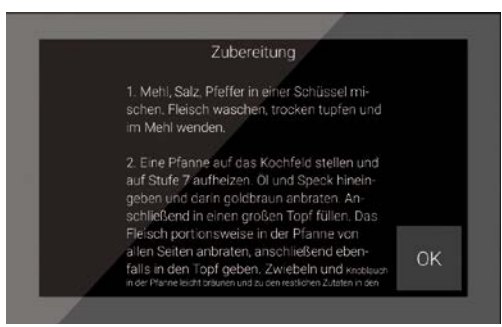 Zubereitung
1. Mehl, Salz, Pfeffer in einer Schüssel mi-
schen. Fleisch waschen, trocken tupfen und
im Mehl wenden.
2. Eine Pfanne auf das Kochfeld stellen und
auf Stufe 7 aufheizen. Öl und Speck hinein-
geben und darin goldbraun anbraten. An-
schließend in einen großen Topf füllen. Das
Fleisch portionsweise in der Pfanne von
allen Seiten anbraten, anschließend eben-
falls in den Topf geben. Zwiebeln und Knoblauch
in der Pfanne leicht bräunen und zu den restlichen Zutaten in den
OK